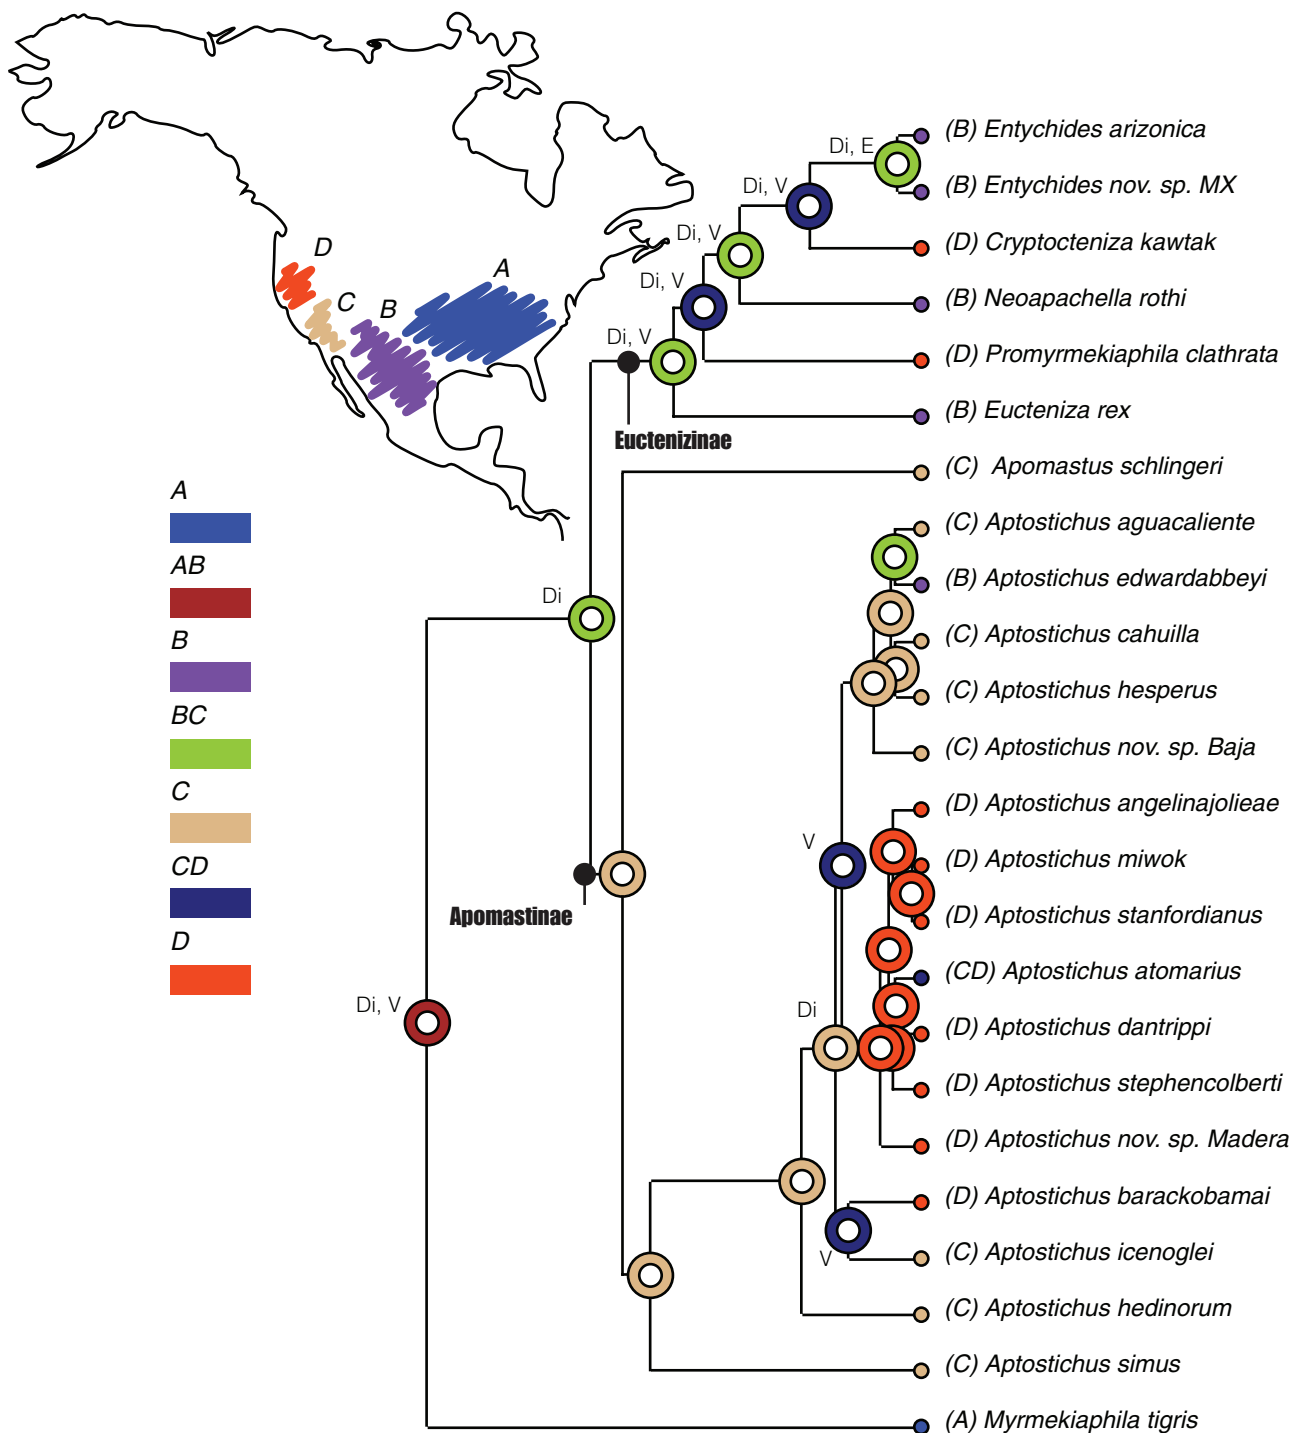 (B) Entychides arizonica
Di, E
(B) Entychides nov. sp. MX
Di, V
(D) Cryptocteniza kawtak
Di, V
D
A
Di, V
(B) Neoapachella rothi
C
B
Di, V
(D) Promyrmekiaphila clathrata
(B) Eucteniza rex
Euctenizinae
(C) Apomastus schlingeri
A
(C) Aptostichus aguacaliente
AB
(B) Aptostichus edwardabbeyi
Di
(C) Aptostichus cahuilla
B
(C) Aptostichus hesperus
BC
(C) Aptostichus nov. sp. Baja
C
(D) Aptostichus angelinajolieae
V
(D) Aptostichus miwok
CD
Apomastinae
(D) Aptostichus stanfordianus
D
(CD) Aptostichus atomarius
Di, V
Di
(D) Aptostichus dantrippi
(D) Aptostichus stephencolberti
(D) Aptostichus nov. sp. Madera
(D) Aptostichus barackobamai
V
(C) Aptostichus icenoglei
(C) Aptostichus hedinorum
(C) Aptostichus simus
(A) Myrmekiaphila tigris